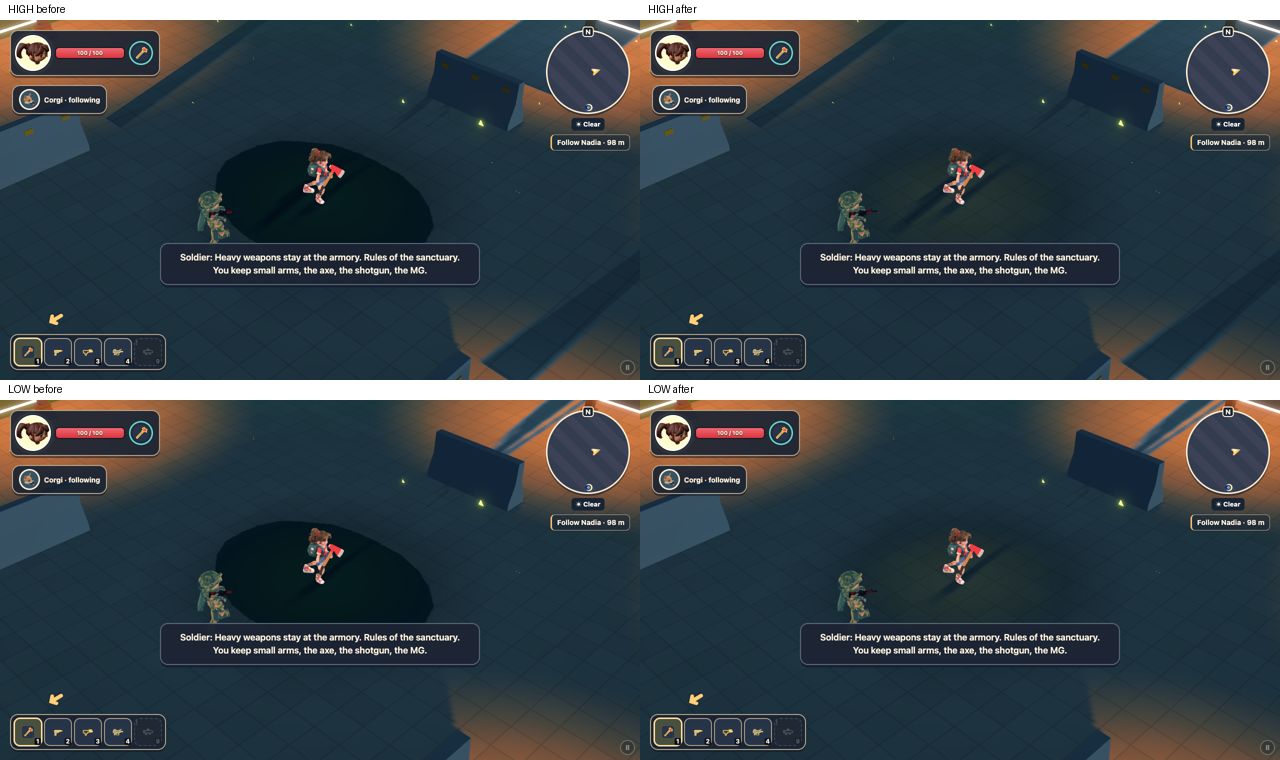 HIGH before
100 / 100
Corgi · following
N
Clear
Follow Nadia · 98 m
Soldier: Heavy weapons stay at the armory. Rules of the sanctuary.
You keep small arms, the axe, the shotgun, the MG.
1 2 3 4 9
HIGH after
100 / 100
Corgi · following
N
Clear
Follow Nadia · 98 m
Soldier: Heavy weapons stay at the armory. Rules of the sanctuary.
You keep small arms, the axe, the shotgun, the MG.
1 2 3 4 9
LOW before
100 / 100
Corgi · following
N
Clear
Follow Nadia · 98 m
Soldier: Heavy weapons stay at the armory. Rules of the sanctuary.
You keep small arms, the axe, the shotgun, the MG.
1 2 3 4 9
LOW after
100 / 100
Corgi · following
N
Clear
Follow Nadia · 98 m
Soldier: Heavy weapons stay at the armory. Rules of the sanctuary.
You keep small arms, the axe, the shotgun, the MG.
1 2 3 4 9